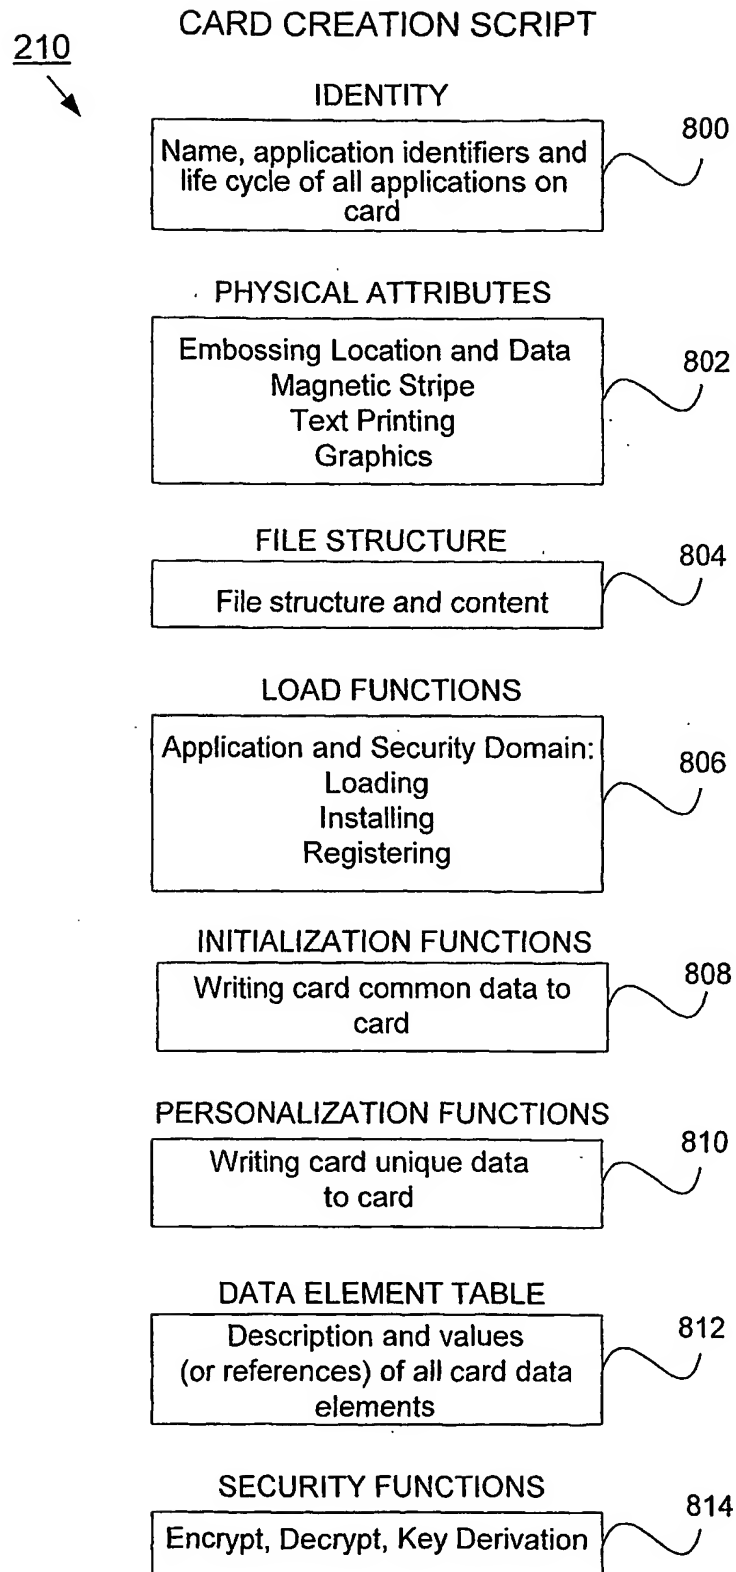 CARD CREATION SCRIPT
210
IDENTITY
800
Name, application identifiers and
life cycle of all applications on
card
PHYSICAL ATTRIBUTES
802
Embossing Location and Data
Magnetic Stripe
Text Printing
Graphics
FILE STRUCTURE
804
File structure and content
LOAD FUNCTIONS
806
Application and Security Domain:
Loading
Installing
Registering
INITIALIZATION FUNCTIONS
808
Writing card common data to
card
PERSONALIZATION FUNCTIONS
810
Writing card unique data
to card
DATA ELEMENT TABLE
812
Description and values
(or references) of all card data
elements
SECURITY FUNCTIONS
814
Encrypt, Decrypt, Key Derivation